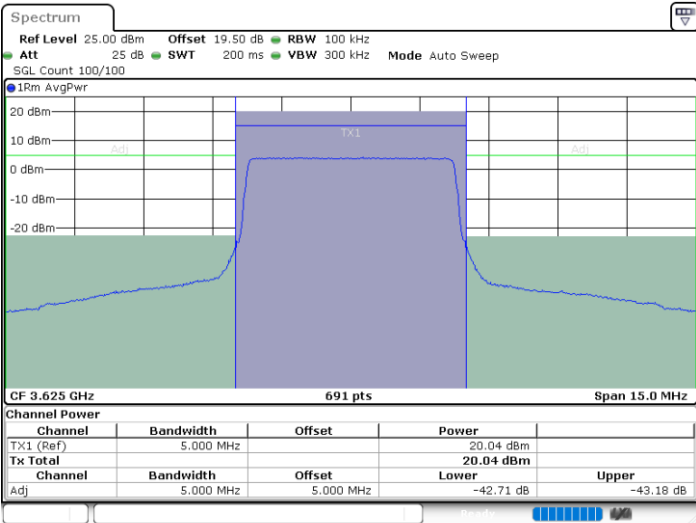 Spectrum
Ref Level 25.00 dBm Offset 19.50 dB RBW 100 kHz
Att 25 dB SWT 200 ms VBW 300 kHz Mode Auto Sweep
SGL Count 100/100
1Rm AvgPwr
20 dBm
TX1
10 dBm
Adj Adj
0 dBm
-10 dBm
-20 dBm
CF 3.625 GHz 691 pts Span 15.0 MHz
Channel Power
Channel Bandwidth Offset Power
TX1 (Ref) 5.000 MHz 20.04 dBm
Tx Total 20.04 dBm
Channel Bandwidth Offset Lower Upper
Adj 5.000 MHz 5.000 MHz -42.71 dB -43.18 dB
Ready